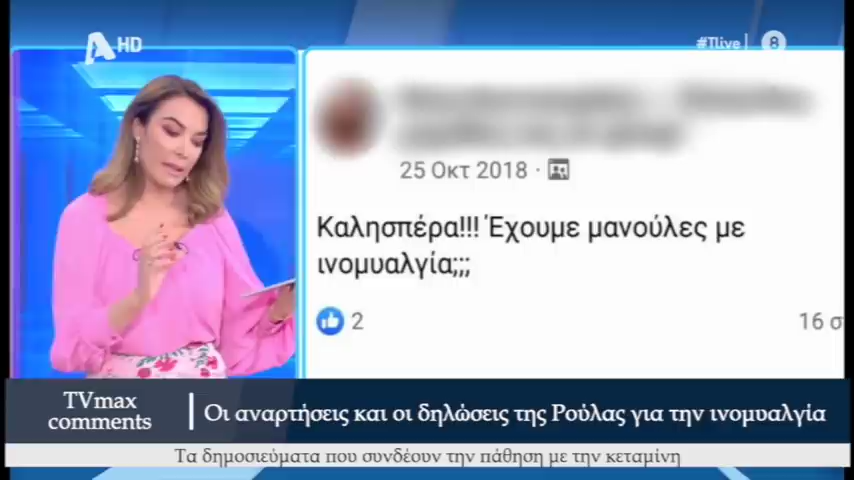 AHD
#Tlive
8
25 Οκτ 2018 ·
Καλησπέρα!!! Έχουμε μανούλες με
ινομυαλγία;;;
2
16 σ
TVmax
comments
Οι αναρτήσεις και οι δηλώσεις της Ρούλας για την ινομυαλγία
Τα δημοσιεύματα που συνδέουν την πάθηση με την κεταμίνη